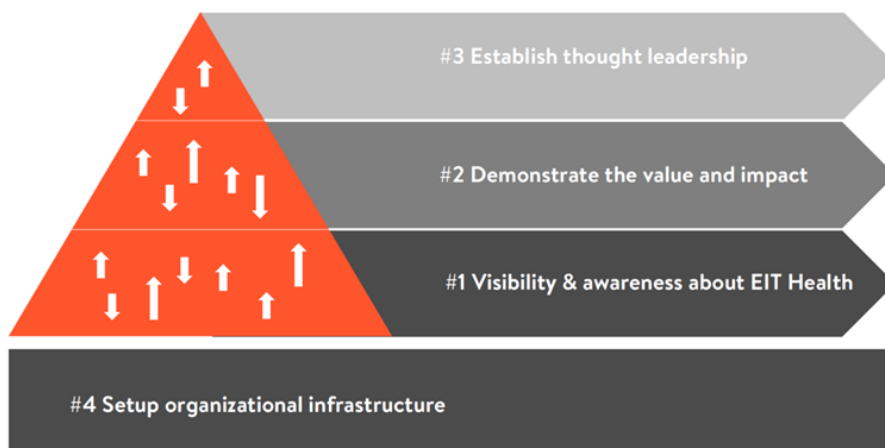 #3 Establish thought leadership
#2 Demonstrate the value and impact
#1 Visibility & awareness about EIT Health
#4 Setup organizational infrastructure